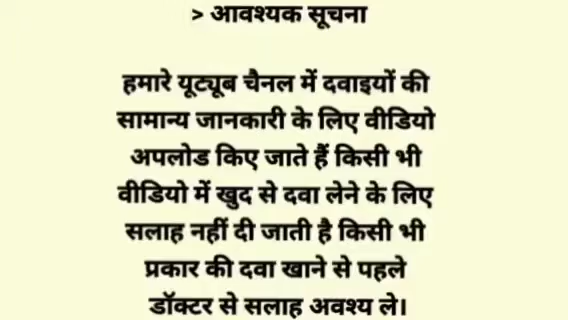 > आवश्यक सूचना
हमारे यूट्यूब चैनल में दवाइयों की
सामान्य जानकारी के लिए वीडियो
अपलोड किए जाते हैं किसी भी
वीडियो में खुद से दवा लेने के लिए
सलाह नहीं दी जाती है किसी भी
प्रकार की दवा खाने से पहले
डॉक्टर से सलाह अवश्य ले।